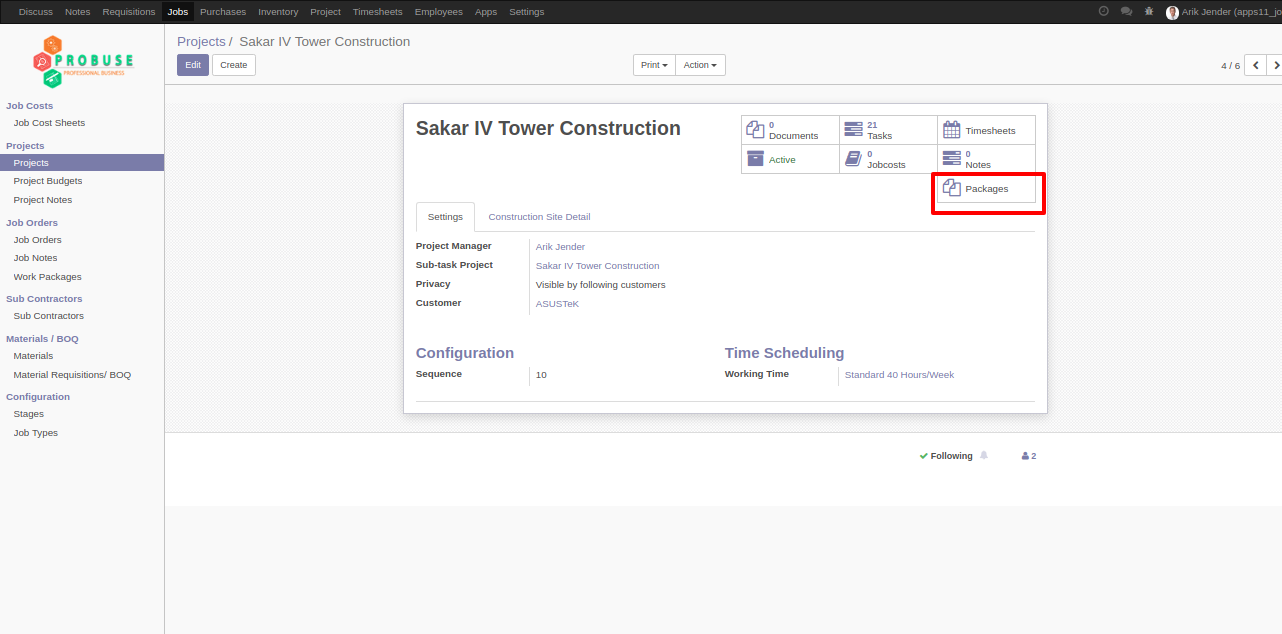 Discuss Notes Requisitions Jobs Purchases Inventory Project Timesheets Employees Apps Settings Arik Jender (apps11_jo
PROBUSE
PROFESSIONAL BUSINESS
Job Costs
Job Cost Sheets
Projects
Projects
Project Budgets
Project Notes
Job Orders
Job Orders
Job Notes
Work Packages
Sub Contractors
Sub Contractors
Materials / BOQ
Materials
Material Requisitions/ BOQ
Configuration
Stages
Job Types
Projects / Sakar IV Tower Construction
Edit Create Print Action 4 / 6
Sakar IV Tower Construction
0 Documents
21 Tasks
Timesheets
Active
0 Jobcosts
0 Notes
Packages
Settings Construction Site Detail
Project Manager Arik Jender
Sub-task Project Sakar IV Tower Construction
Privacy Visible by following customers
Customer ASUSTeK
Configuration
Sequence 10
Time Scheduling
Working Time Standard 40 Hours/Week
Following 2